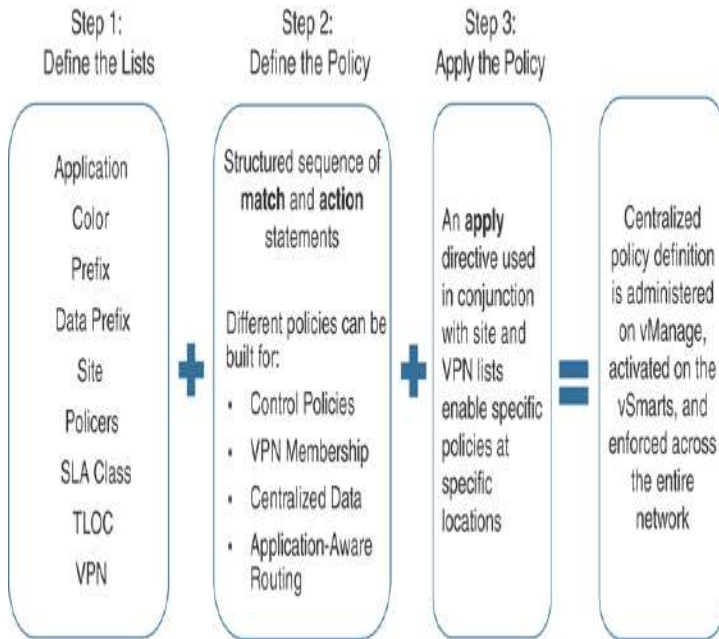 Step 1:
Define the Lists
Step 2:
Define the Policy
Step 3:
Apply the Policy
Application
Color
Prefix
Data Prefix
Site
Policers
SLA Class
TLOC
VPN
Structured sequence of
match and action
statements
Different policies can be
built for:
• Control Policies
• VPN Membership
• Centralized Data
• Application-Aware
Routing
An apply
directive used
in conjunction
with site and
VPN lists
enable specific
policies at
specific
locations
Centralized
policy definition
is administered
on vManage,
activated on the
vSmarts, and
enforced across
the entire
network